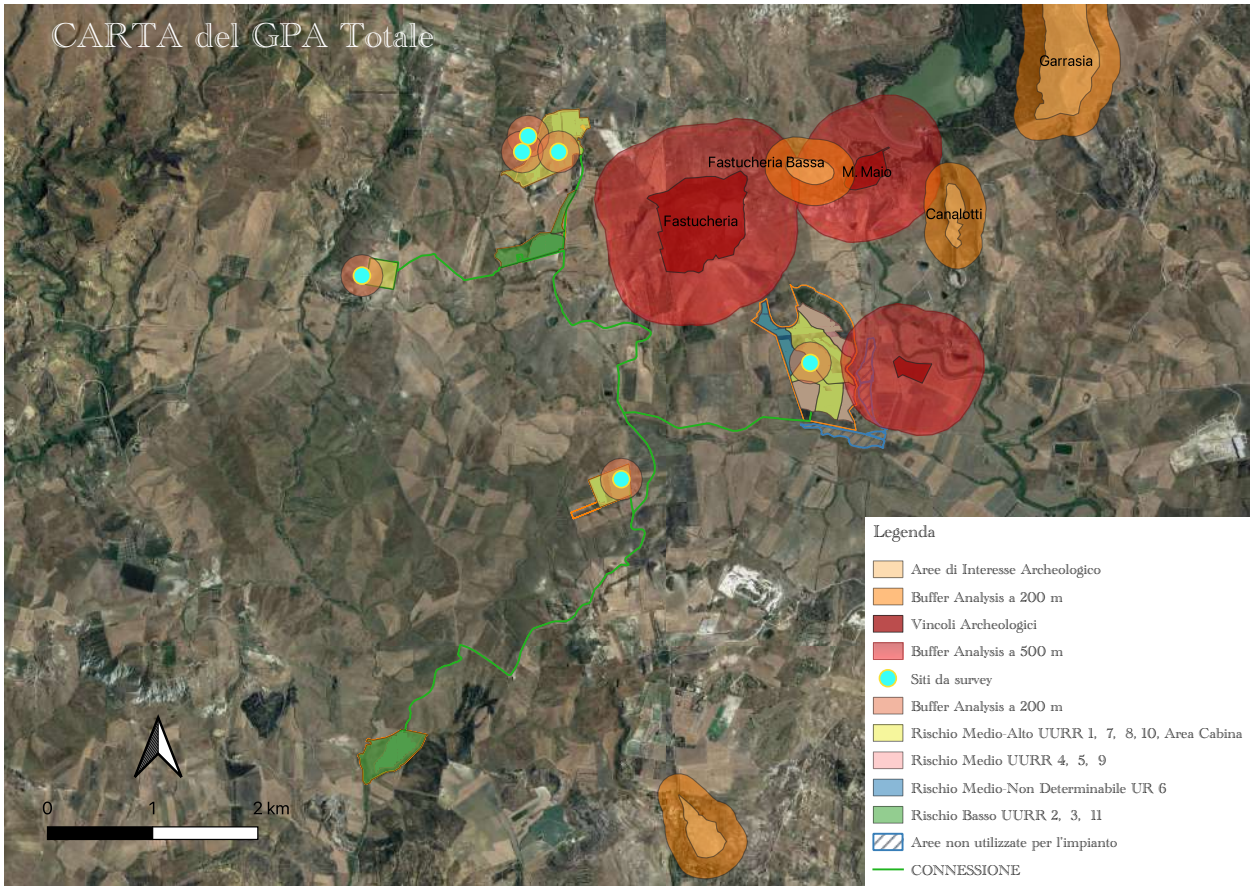 CARTA del GPA Totale
Garrasia
Fastucheria Bassa
M. Maio
Canalotti
Fastucheria
Legenda
Aree di Interesse Archeologico
Buffer Analysis a 200 m
Vincoli Archeologici
Buffer Analysis a 500 m
Siti da survey
Buffer Analysis a 200 m
Rischio Medio-Alto UURR 1, 7, 8, 10, Area Cabina
Rischio Medio UURR 4, 5, 9
Rischio Medio-Non Determinabile UR 6
Rischio Basso UURR 2, 3, 11
Aree non utilizzate per l'impianto
CONNESSIONE
0 1 2 km